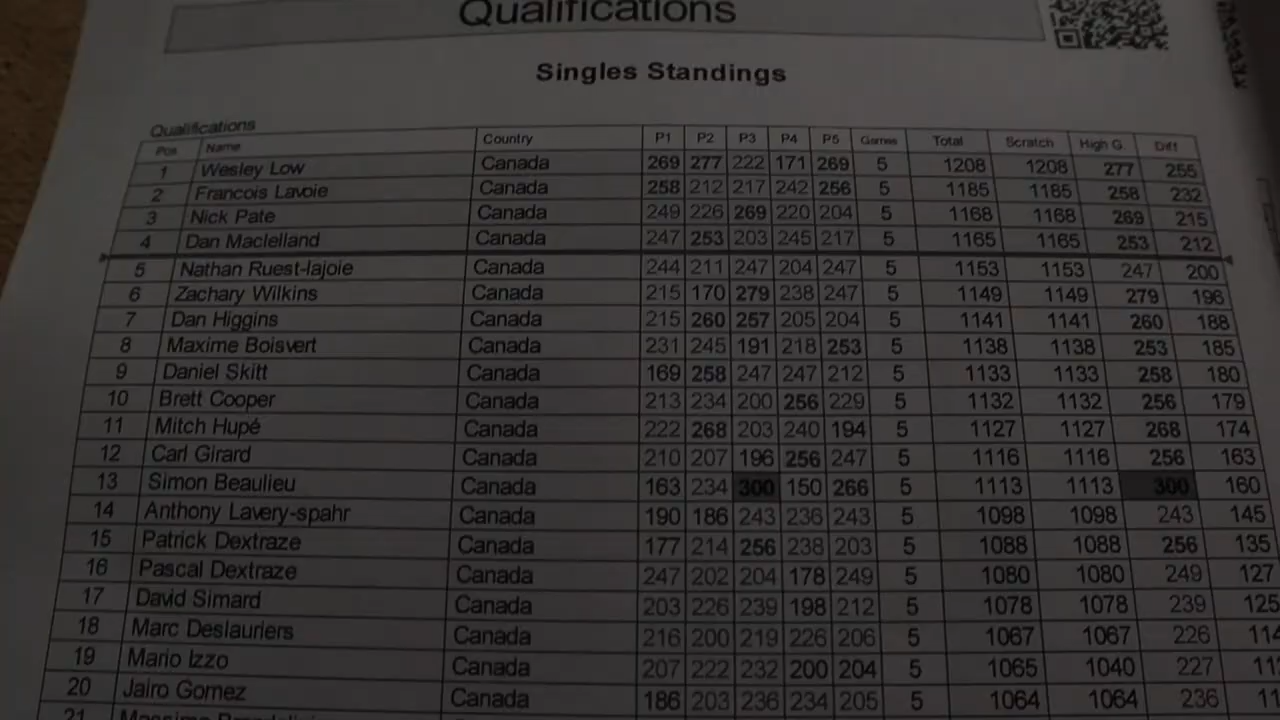 Qualifications
Singles Standings
Qualifications
Pos Name Country P1 P2 P3 P4 P5 Games Total Scratch High G. Diff
1 Wesley Low Canada 269 277 222 171 269 5 1208 1208 277 255
2 Francois Lavoie Canada 258 212 217 242 256 5 1185 1185 258 232
3 Nick Pate Canada 249 226 269 220 204 5 1168 1168 269 215
4 Dan Maclelland Canada 247 253 203 245 217 5 1165 1165 253 212
5 Nathan Ruest-lajoie Canada 244 211 247 204 247 5 1153 1153 247 200
6 Zachary Wilkins Canada 215 170 279 238 247 5 1149 1149 279 196
7 Dan Higgins Canada 215 260 257 205 204 5 1141 1141 260 188
8 Maxime Boisvert Canada 231 245 191 218 253 5 1138 1138 253 185
9 Daniel Skitt Canada 169 258 247 247 212 5 1133 1133 258 180
10 Brett Cooper Canada 213 234 200 256 229 5 1132 1132 256 179
11 Mitch Hupé Canada 222 268 203 240 194 5 1127 1127 268 174
12 Carl Girard Canada 210 207 196 256 247 5 1116 1116 256 163
13 Simon Beaulieu Canada 163 234 300 150 266 5 1113 1113 300 160
14 Anthony Lavery-spahr Canada 190 186 243 236 243 5 1098 1098 243 145
15 Patrick Dextraze Canada 177 214 256 238 203 5 1088 1088 256 135
16 Pascal Dextraze Canada 247 202 204 178 249 5 1080 1080 249 127
17 David Simard Canada 203 226 239 198 212 5 1078 1078 239 125
18 Marc Deslauriers Canada 216 200 219 226 206 5 1067 1067 226
19 Mario Izzo Canada 207 222 232 200 204 5 1065 1040 227
20 Jairo Gomez Canada 186 203 236 234 205 5 1064 1064 236